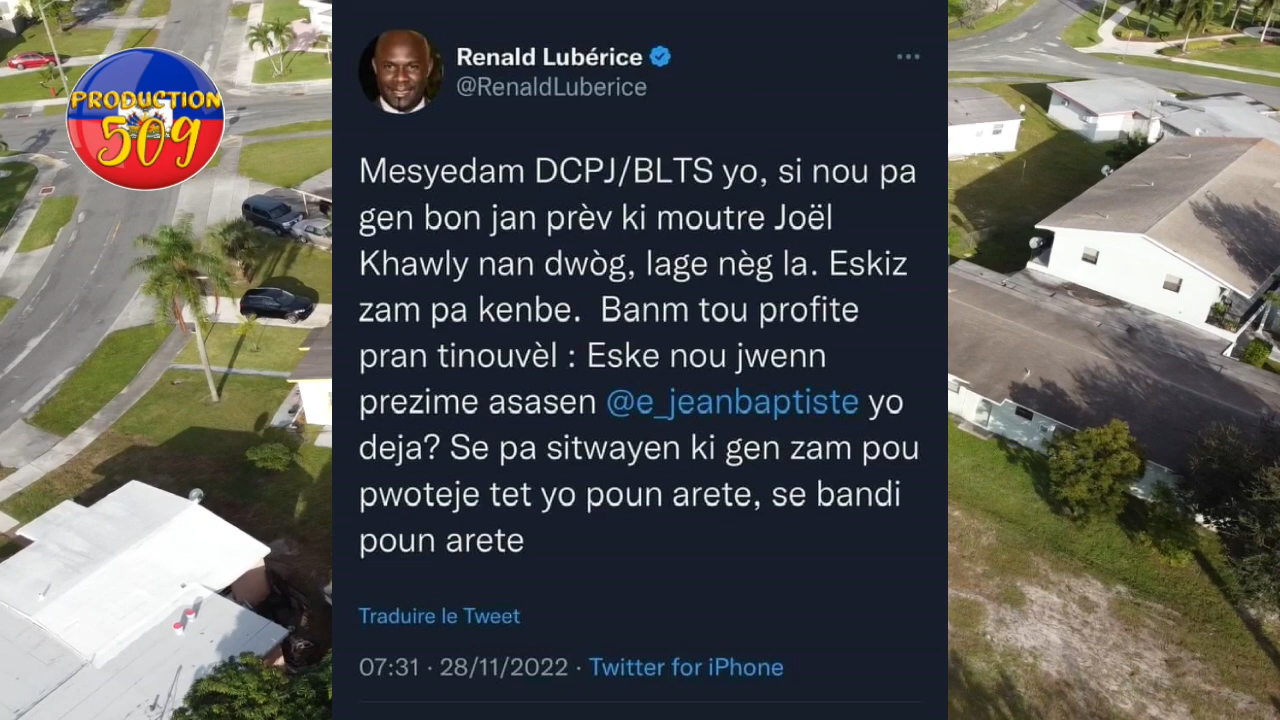 PRODUCTION
509
Renald Lubérice
@RenaldLuberice
Mesyedam DCPJ/BLTS yo, si nou pa
gen bon jan prèv ki moutre Joël
Khawly nan dwòg, lage nèg la. Eskiz
zam pa kenbe.  Banm tou profite
pran tinouvèl : Eske nou jwenn
prezime asasen @e_jeanbaptiste yo
deja? Se pa sitwayen ki gen zam pou
pwoteje tet yo poun arete, se bandi
poun arete
Traduire le Tweet
07:31 · 28/11/2022 · Twitter for iPhone